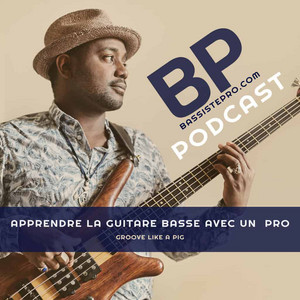 BP
BASSISTEPRO.COM
PODCAST
APPRENDRE LA GUITARE BASSE AVEC UN PRO
GROOVE LIKE A PIG